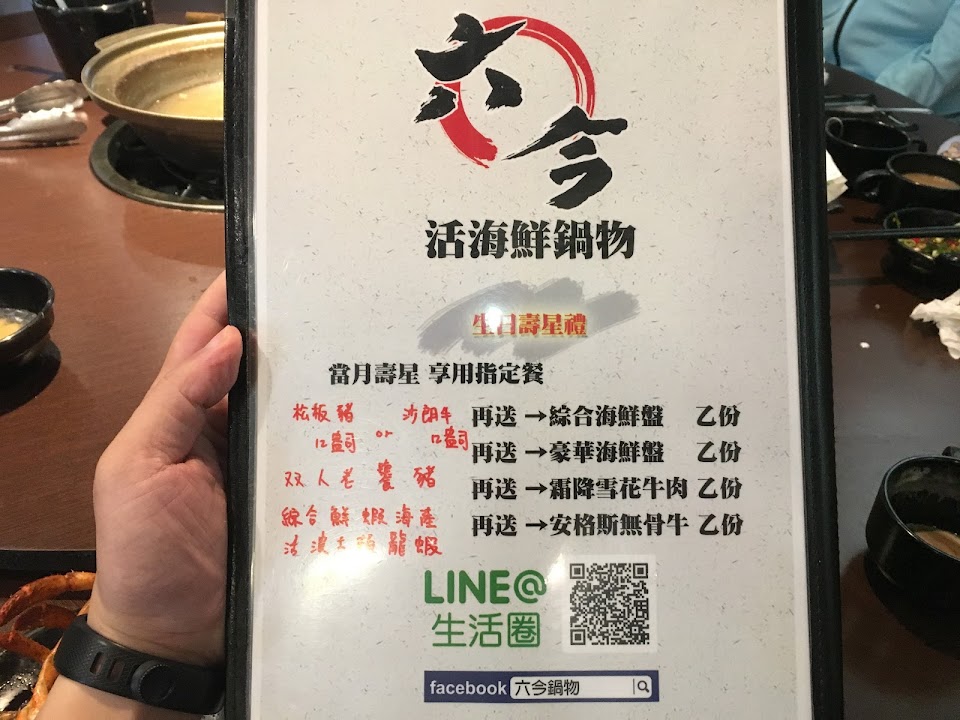 六今
活海鮮鍋物
生日壽星禮
當月壽星 享用指定餐
松板豬 沙朗牛 再送→綜合海鮮盤 乙份
12盎司 or 12盎司 再送→豪華海鮮盤 乙份
双人老饕豬 再送→霜降雪花牛肉 乙份
綜合鮮蝦海產 再送→安格斯無骨牛 乙份
活波士頓龍蝦
LINE@
生活圈
facebook 六今鍋物